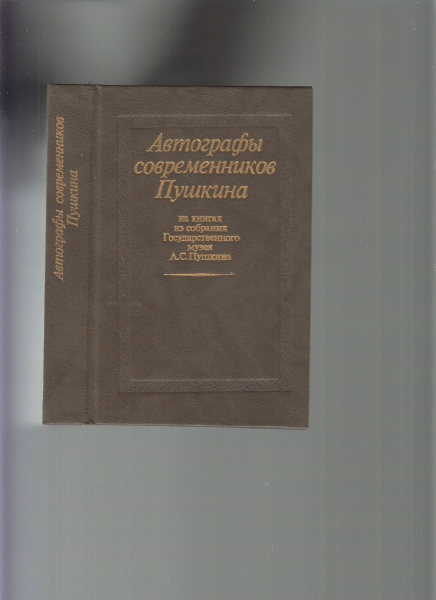 Автографы современников
Пушкина
Автографы
современников
Пушкина
на книгах
из собрания
Государственного
музея
А.С.Пушкина